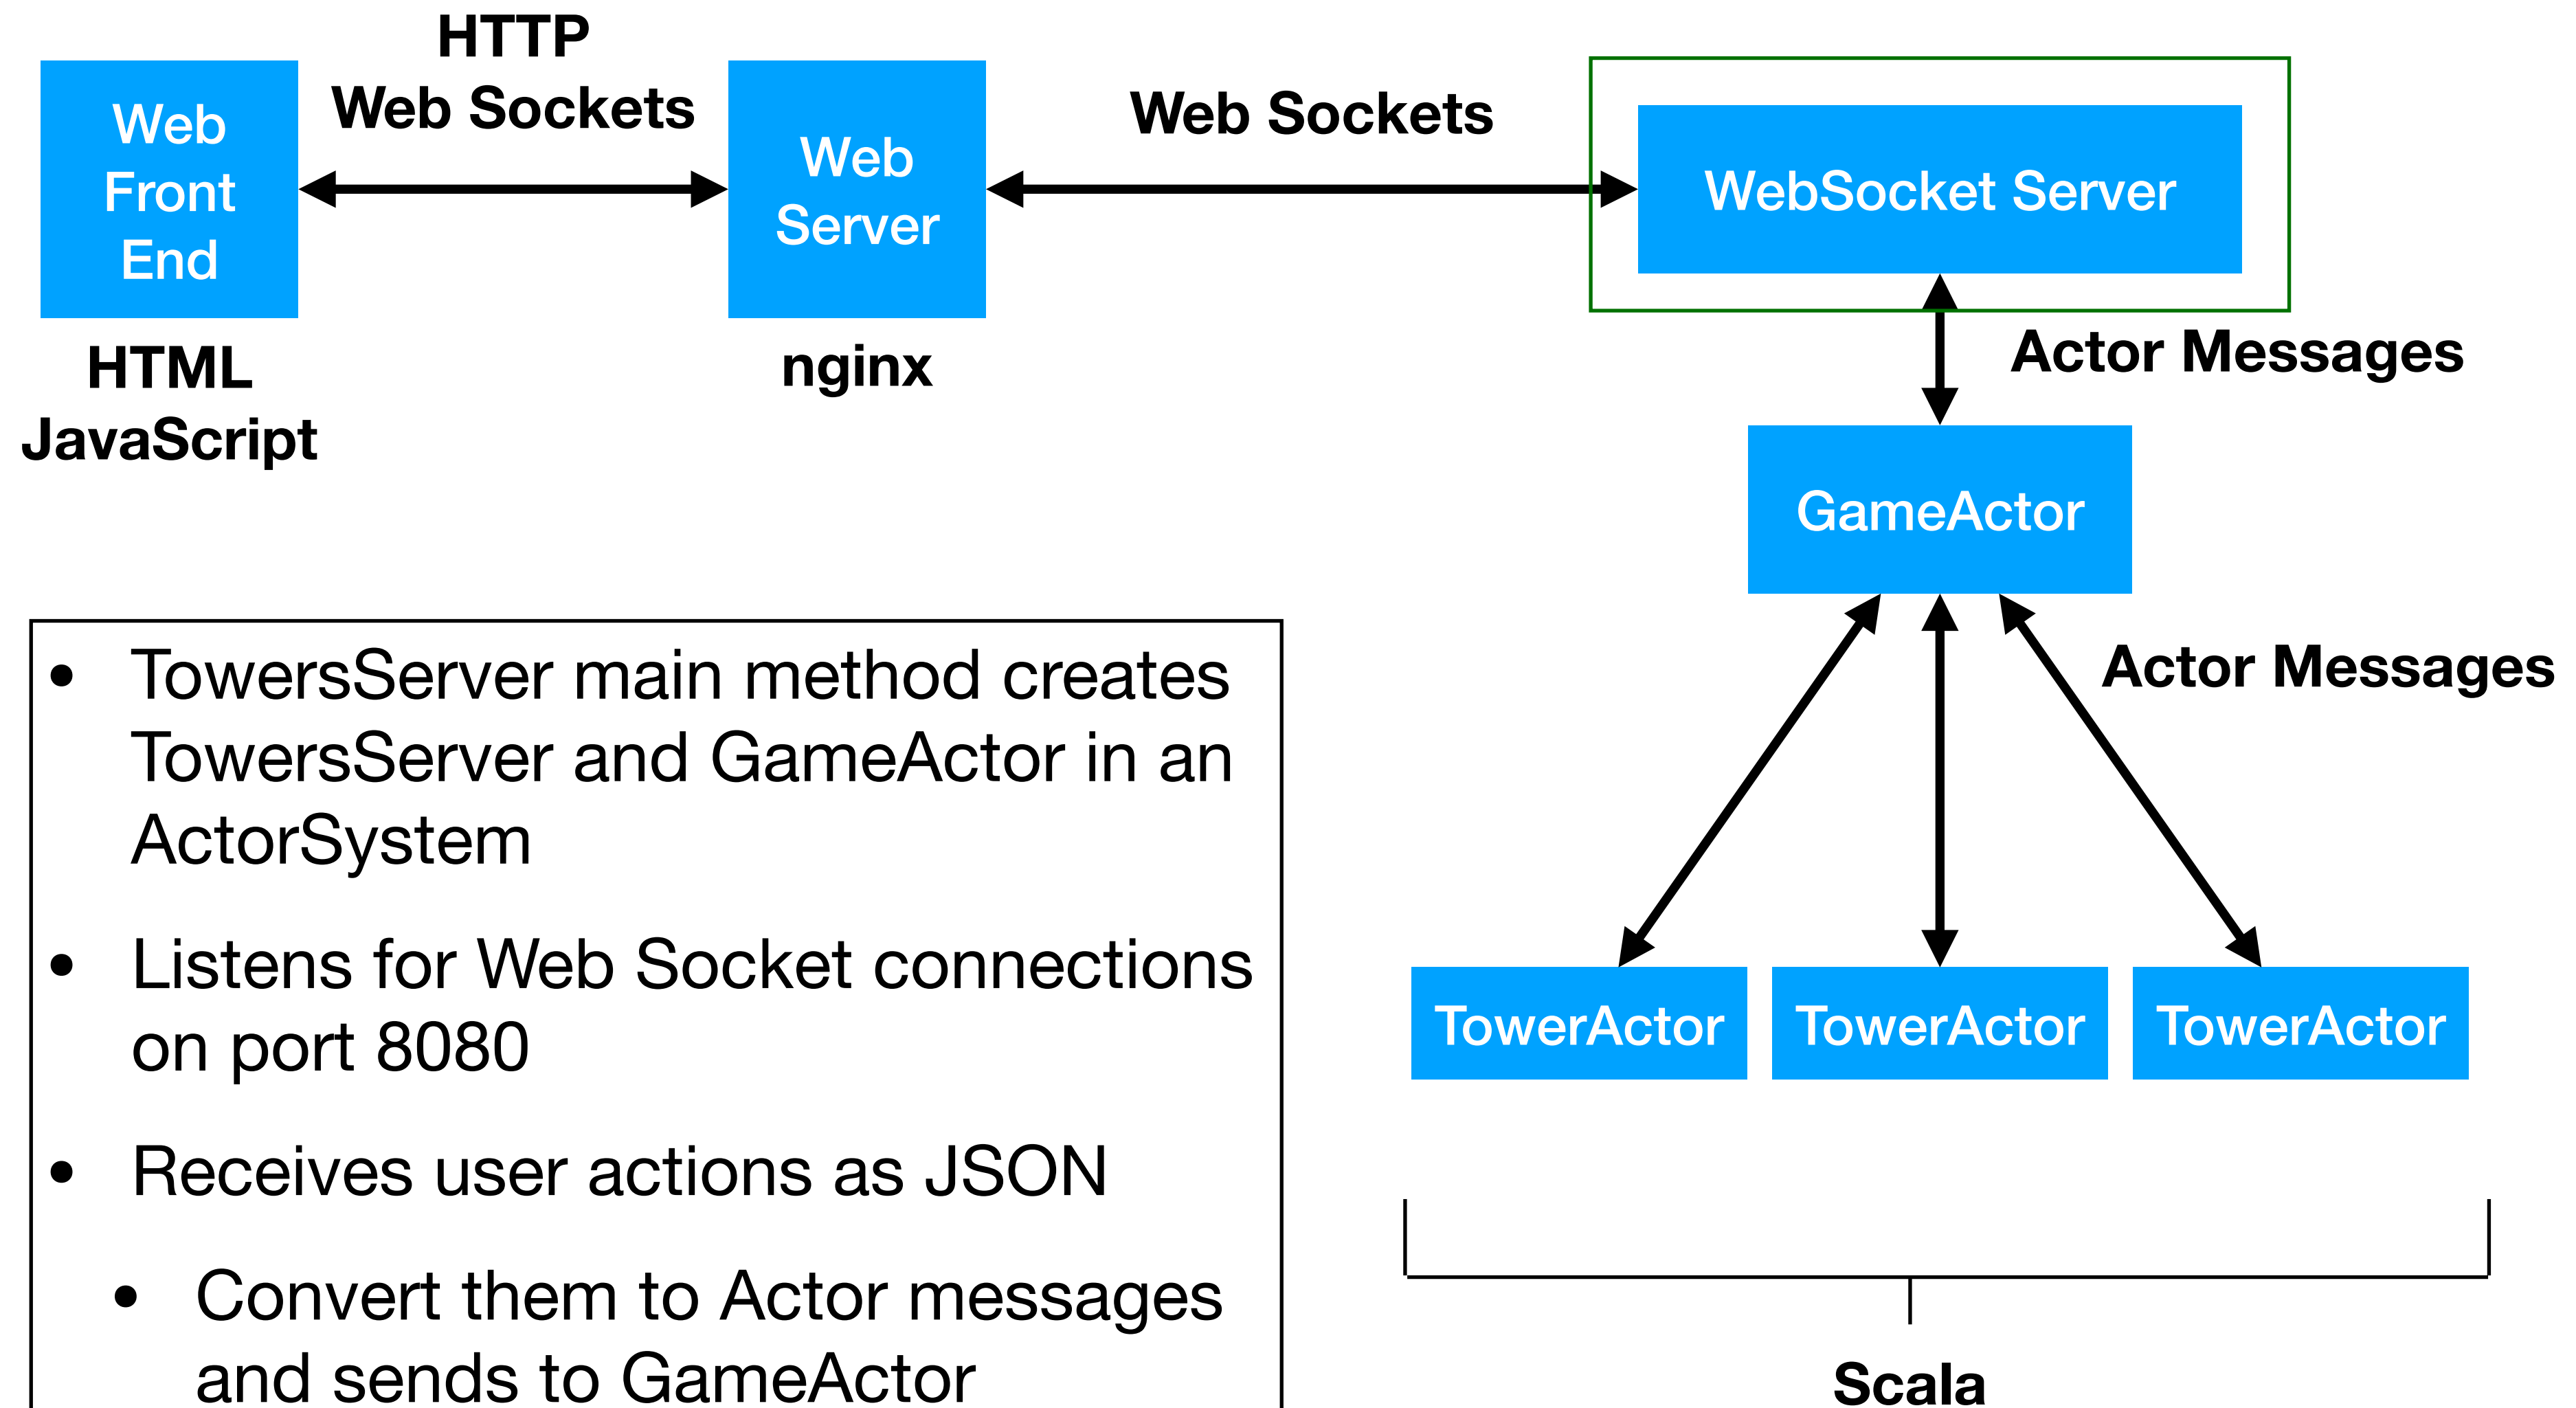 HTTP
Web Sockets
Web
Front
End
HTML
JavaScript
Web
Server
nginx
Web Sockets
WebSocket Server
Actor Messages
GameActor
Actor Messages
TowerActor
TowerActor
TowerActor
Scala
• TowersServer main method creates
TowersServer and GameActor in an
ActorSystem
• Listens for Web Socket connections
on port 8080
• Receives user actions as JSON
• Convert them to Actor messages
and sends to GameActor